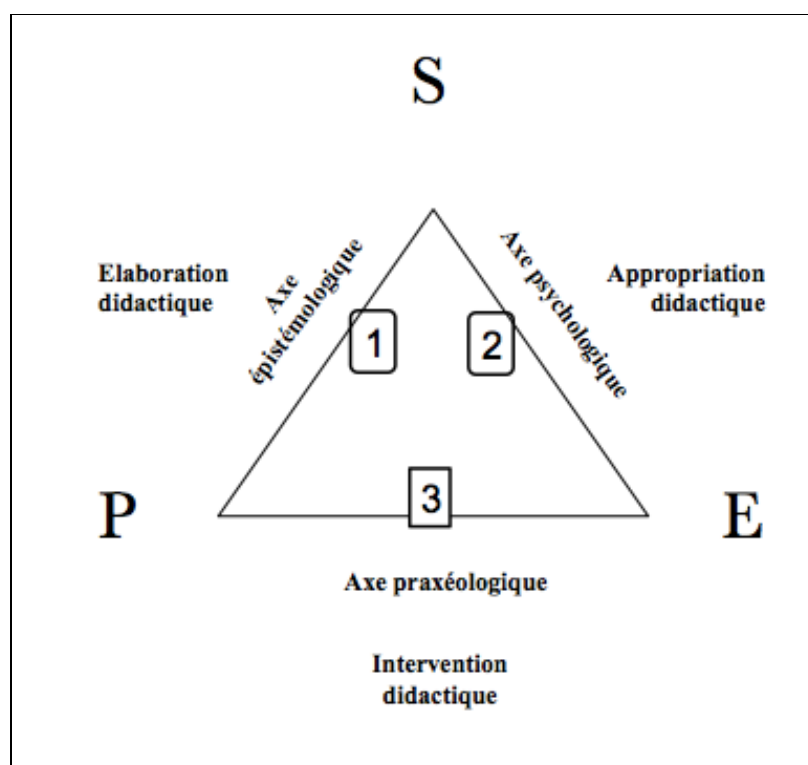 S
Elaboration
didactique
Axe
épistémologique
Axe psychologique
Appropriation
didactique
1
2
P
3
E
Axe praxéologique
Intervention
didactique